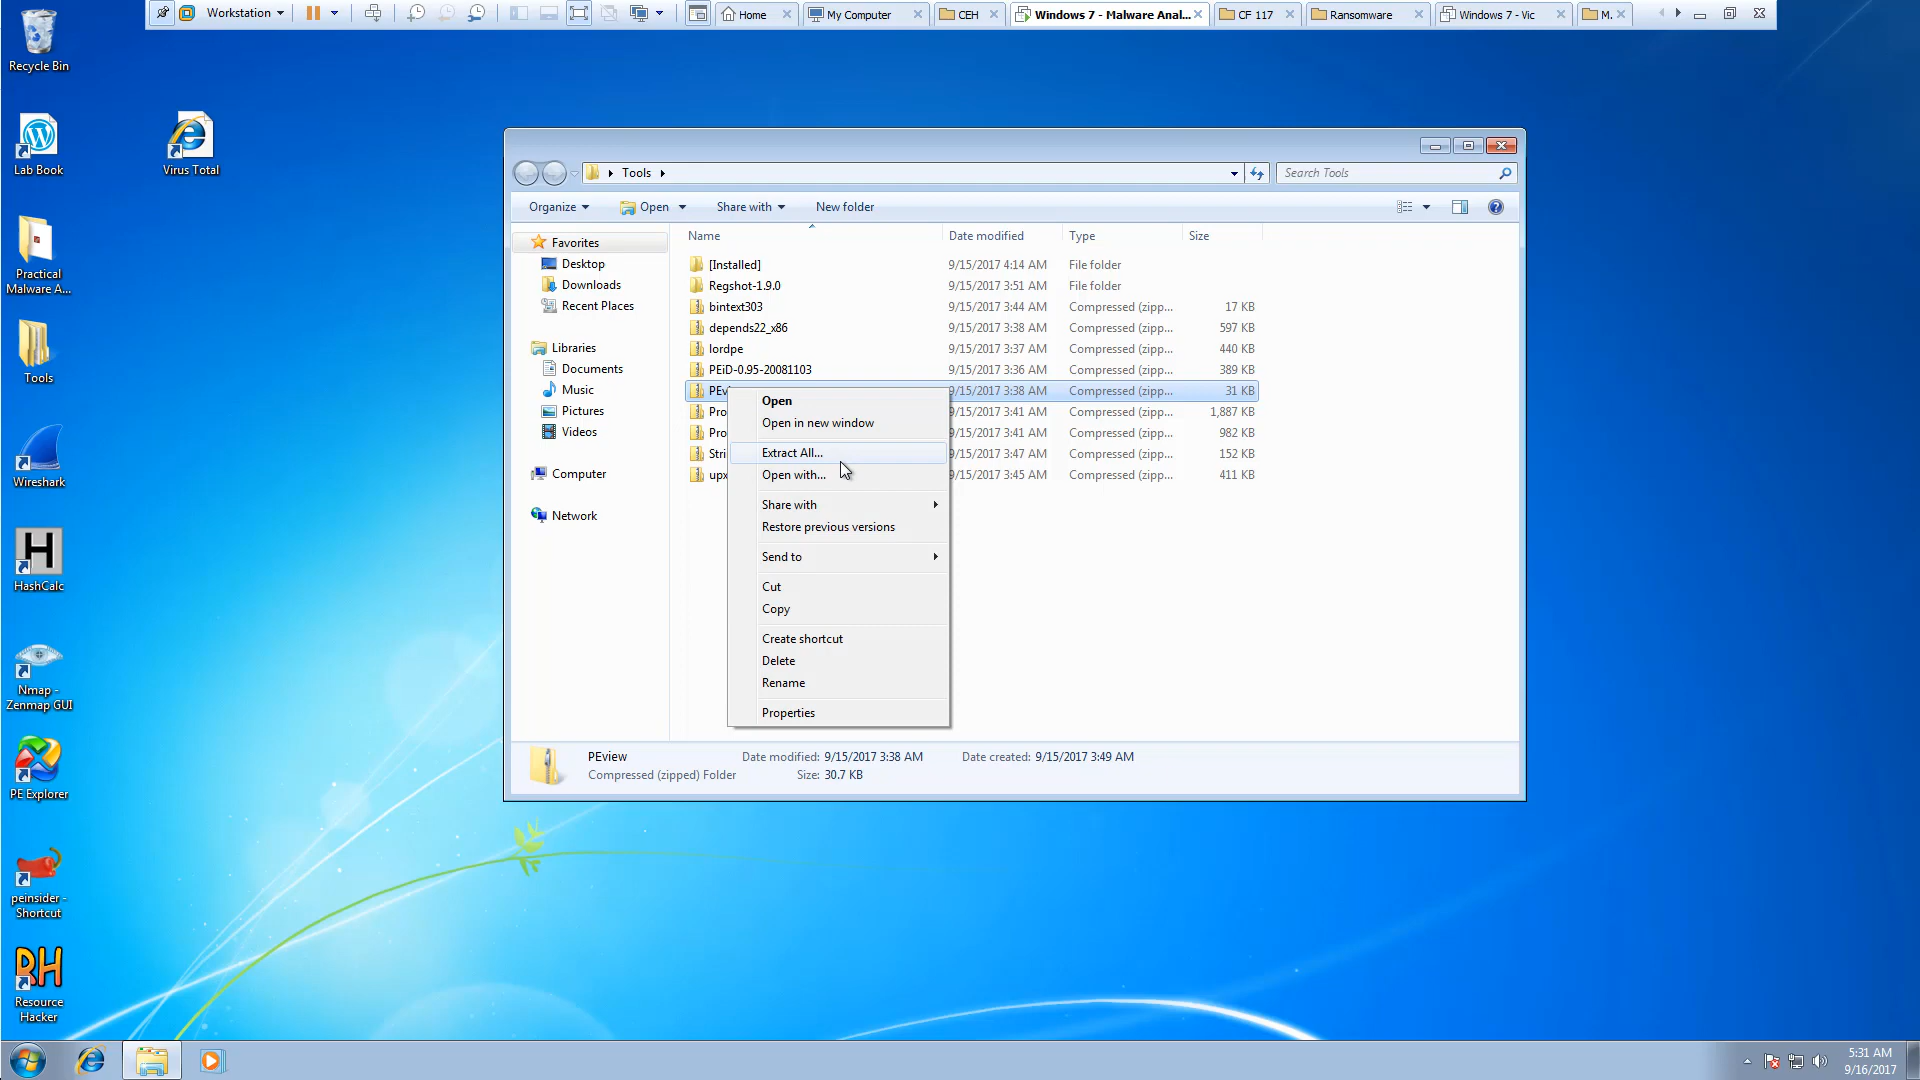 Workstation
Home
My Computer
CEH
Windows 7 - Malware Anal...
CF 117
Ransomware
Windows 7 - Vic
M.
Recycle Bin
Lab Book
Virus Total
Practical
Malware A...
Tools
Wireshark
HashCalc
Nmap -
Zenmap GUI
PE Explorer
peinsider -
Shortcut
RH
Resource
Hacker
Tools
Search Tools
Organize
Open
Share with
New folder
Favorites
Desktop
Downloads
Recent Places
Libraries
Documents
Music
Pictures
Videos
Computer
Network
Name Date modified Type Size
[Installed] 9/15/2017 4:14 AM File folder
Regshot-1.9.0 9/15/2017 3:51 AM File folder
bintext303 9/15/2017 3:44 AM Compressed (zipp... 17 KB
depends22_x86 9/15/2017 3:38 AM Compressed (zipp... 597 KB
lordpe 9/15/2017 3:37 AM Compressed (zipp... 440 KB
PEiD-0.95-20081103 9/15/2017 3:36 AM Compressed (zipp... 389 KB
PEv 9/15/2017 3:38 AM Compressed (zipp... 31 KB
Pro 9/15/2017 3:41 AM Compressed (zipp... 1,887 KB
Pro 9/15/2017 3:41 AM Compressed (zipp... 982 KB
Stri 9/15/2017 3:47 AM Compressed (zipp... 152 KB
upx 9/15/2017 3:45 AM Compressed (zipp... 411 KB
Open
Open in new window
Extract All...
Open with...
Share with
Restore previous versions
Send to
Cut
Copy
Create shortcut
Delete
Rename
Properties
PEview Date modified: 9/15/2017 3:38 AM Date created: 9/15/2017 3:49 AM
Compressed (zipped) Folder Size: 30.7 KB
5:31 AM
9/16/2017